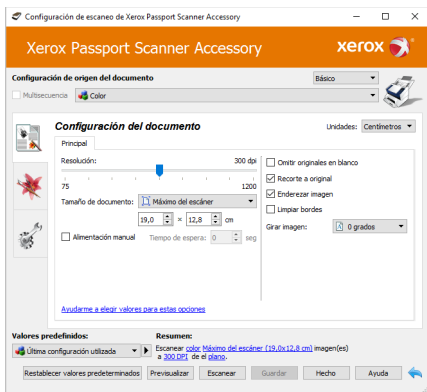 Configuración de escaneo de Xerox Passport Scanner Accessory
Xerox Passport Scanner Accessory
xerox
Configuración de origen del documento
Básico
Multisecuencia
Color
Configuración del documento
Unidades:
Centímetros
Principal
Resolución:
300 dpi
75
1200
Tamaño de documento:
Máximo del escáner
19,0 × 12,8 cm
Alimentación manual
Tiempo de espera: 0 seg
Omitir originales en blanco
Recorte a original
Enderezar imagen
Limpiar bordes
Girar imagen:
0 grados
Ayudarme a elegir valores para estas opciones
Valores predefinidos:
Última configuración utilizada
Resumen:
Escanear color Máximo del escáner (19,0x12,8 cm) imagen(es)
a 300 DPI de el plano.
Restablecer valores predeterminados
Previsualizar
Escanear
Guardar
Hecho
Ayuda